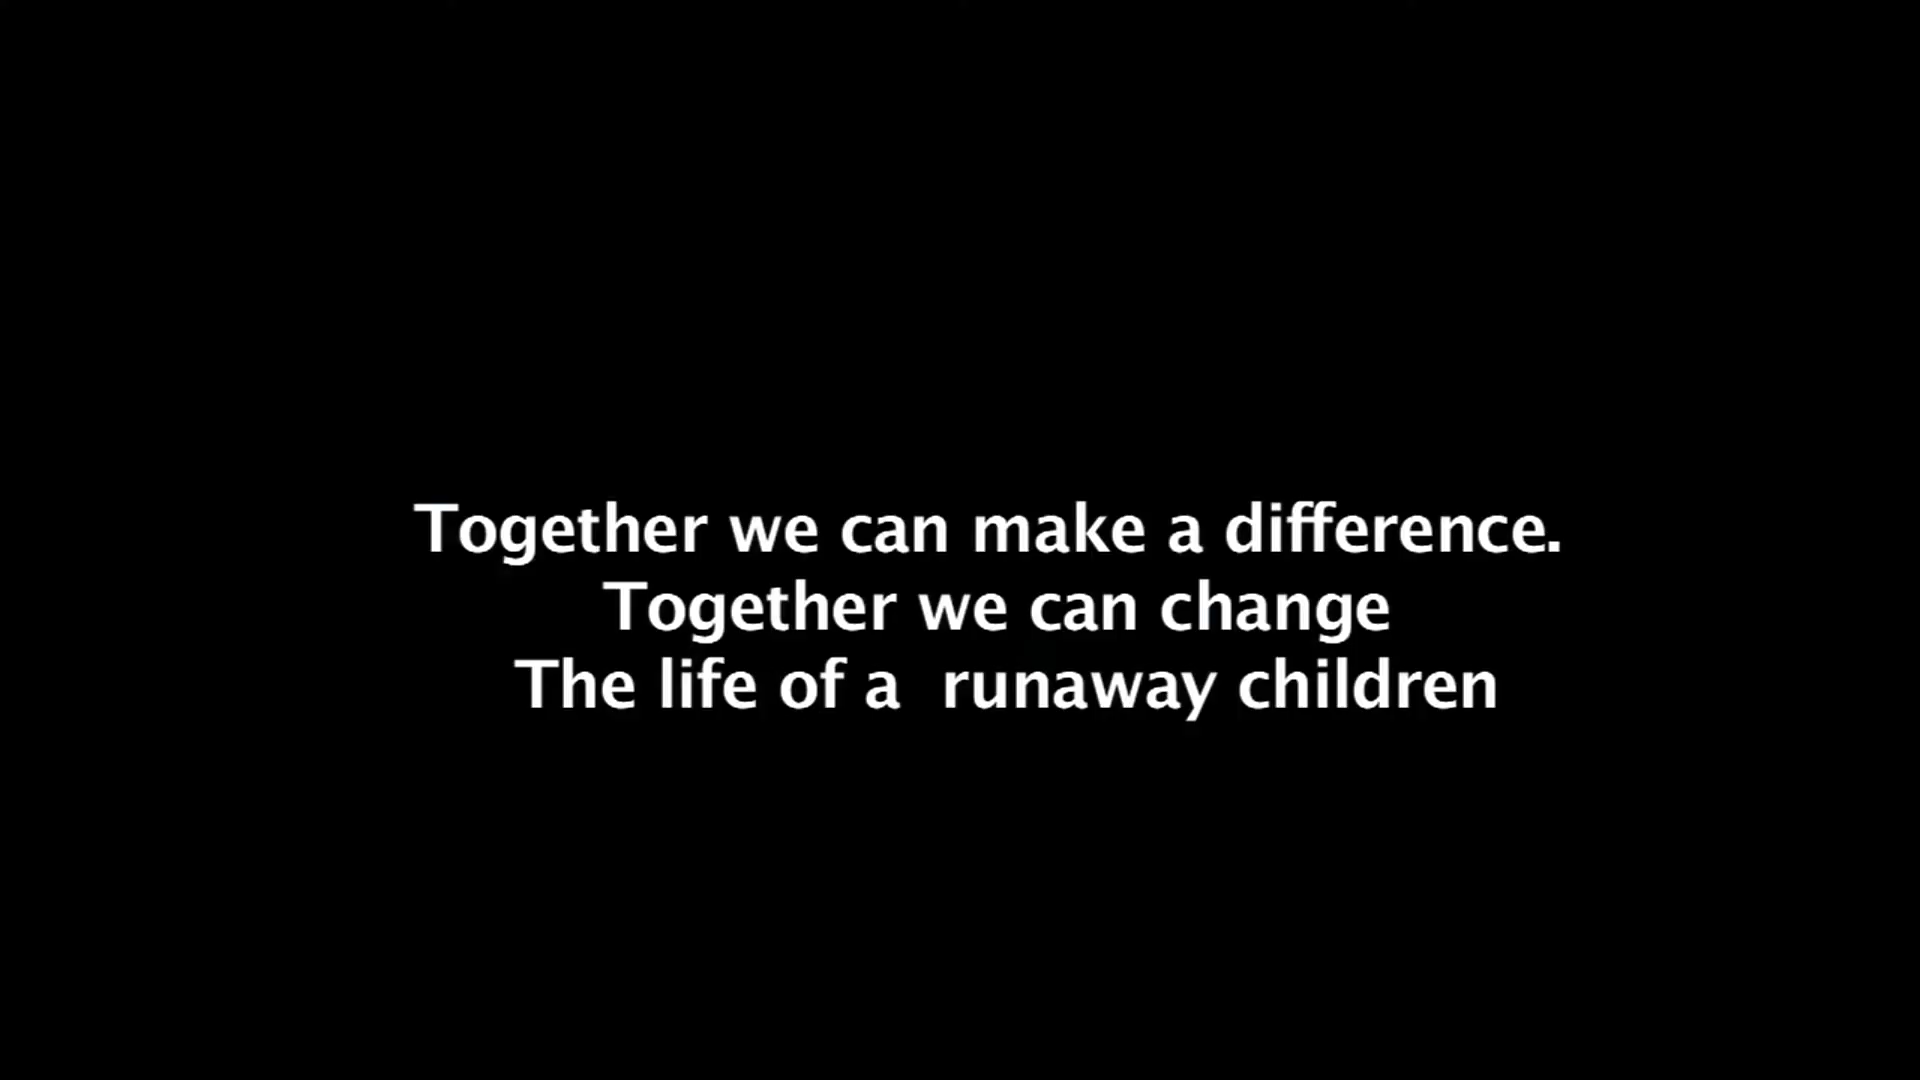 Together we can make a difference.
Together we can change
The life of a  runaway children